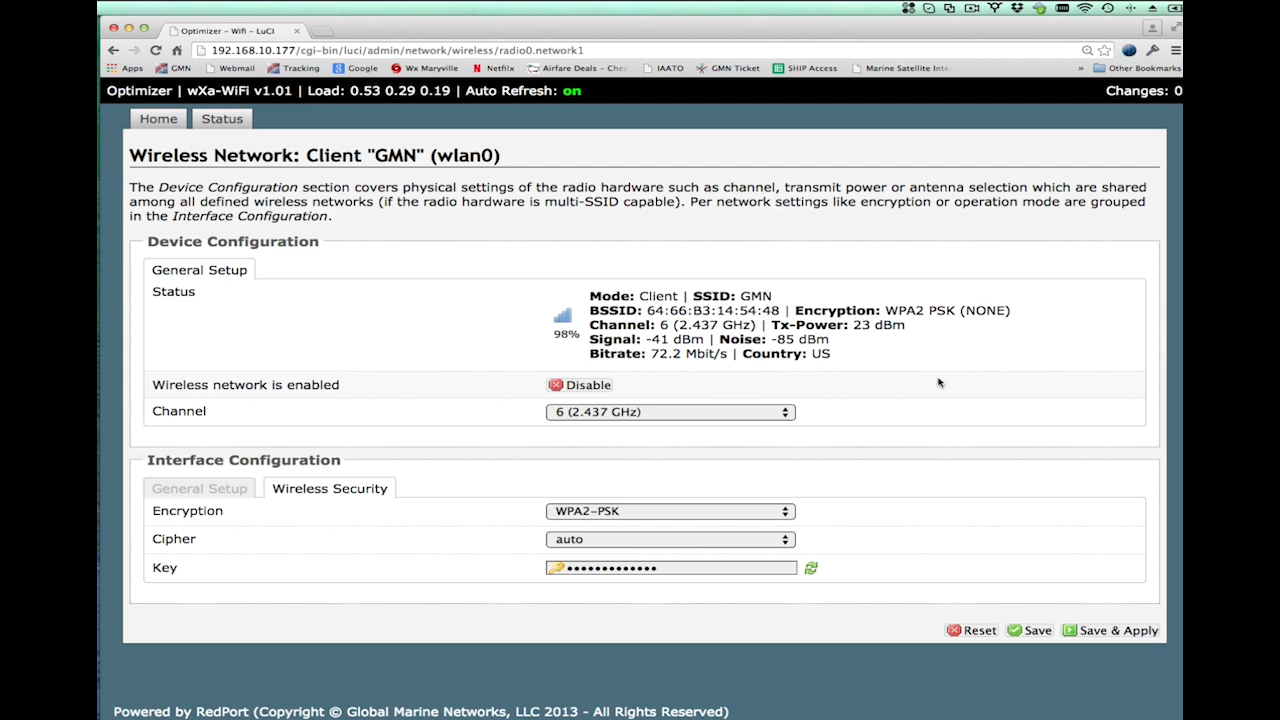 Optimizer - Wifi - LuCI
192.168.10.177/cgi-bin/luci/admin/network/wireless/radio0.network1
Apps GMN Webmail Tracking Google Wx Maryville Netflix Airfare Deals – Che IAATO GMN Ticket SHIP Access Marine Satellite Inte » Other Bookmarks
Optimizer | wXa-WiFi v1.01 | Load: 0.53 0.29 0.19 | Auto Refresh: on Changes: 0
Home Status
Wireless Network: Client "GMN" (wlan0)
The Device Configuration section covers physical settings of the radio hardware such as channel, transmit power or antenna selection which are shared
among all defined wireless networks (if the radio hardware is multi-SSID capable). Per network settings like encryption or operation mode are grouped
in the Interface Configuration.
Device Configuration
General Setup
Status
Mode: Client | SSID: GMN
BSSID: 64:66:B3:14:54:48 | Encryption: WPA2 PSK (NONE)
Channel: 6 (2.437 GHz) | Tx-Power: 23 dBm
98%
Signal: -41 dBm | Noise: -85 dBm
Bitrate: 72.2 Mbit/s | Country: US
Wireless network is enabled Disable
Channel 6 (2.437 GHz)
Interface Configuration
General Setup Wireless Security
Encryption WPA2-PSK
Cipher auto
Key •••••••••••••
Reset Save Save & Apply
Powered by RedPort (Copyright © Global Marine Networks, LLC 2013 - All Rights Reserved)